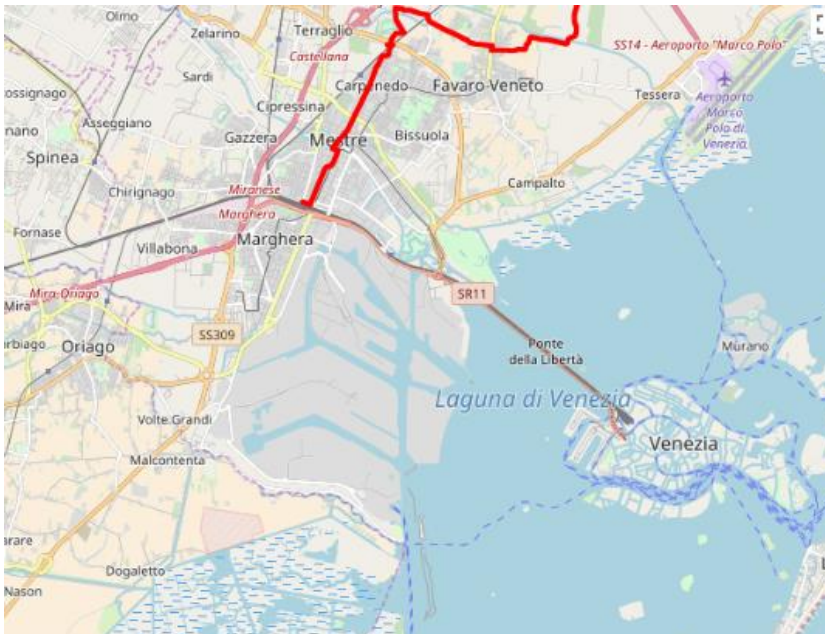 Olmo
Zelarino
Terraglio
SS14 - Aeroporto "Marco Polo"
Castellana
Sardi
Carpenedo
Favaro Veneto
Tessera
ossignago
Cipressina
Aeroporto
Marco
Polo di
Venezia
Asseggiano
nano
Gazzera
Mestre
Bissuola
Spinea
Chirignago
Miranese
Campalto
Marghera
Fornase
Villabona
Marghera
Mira-Oriago
Mira
SR11
SS309
Ponte
della Libertà
Murano
rbiago
Oriago
Laguna di Venezia
Volte Grandi
Venezia
Malcontenta
arare
Dogaletto
Nason
L